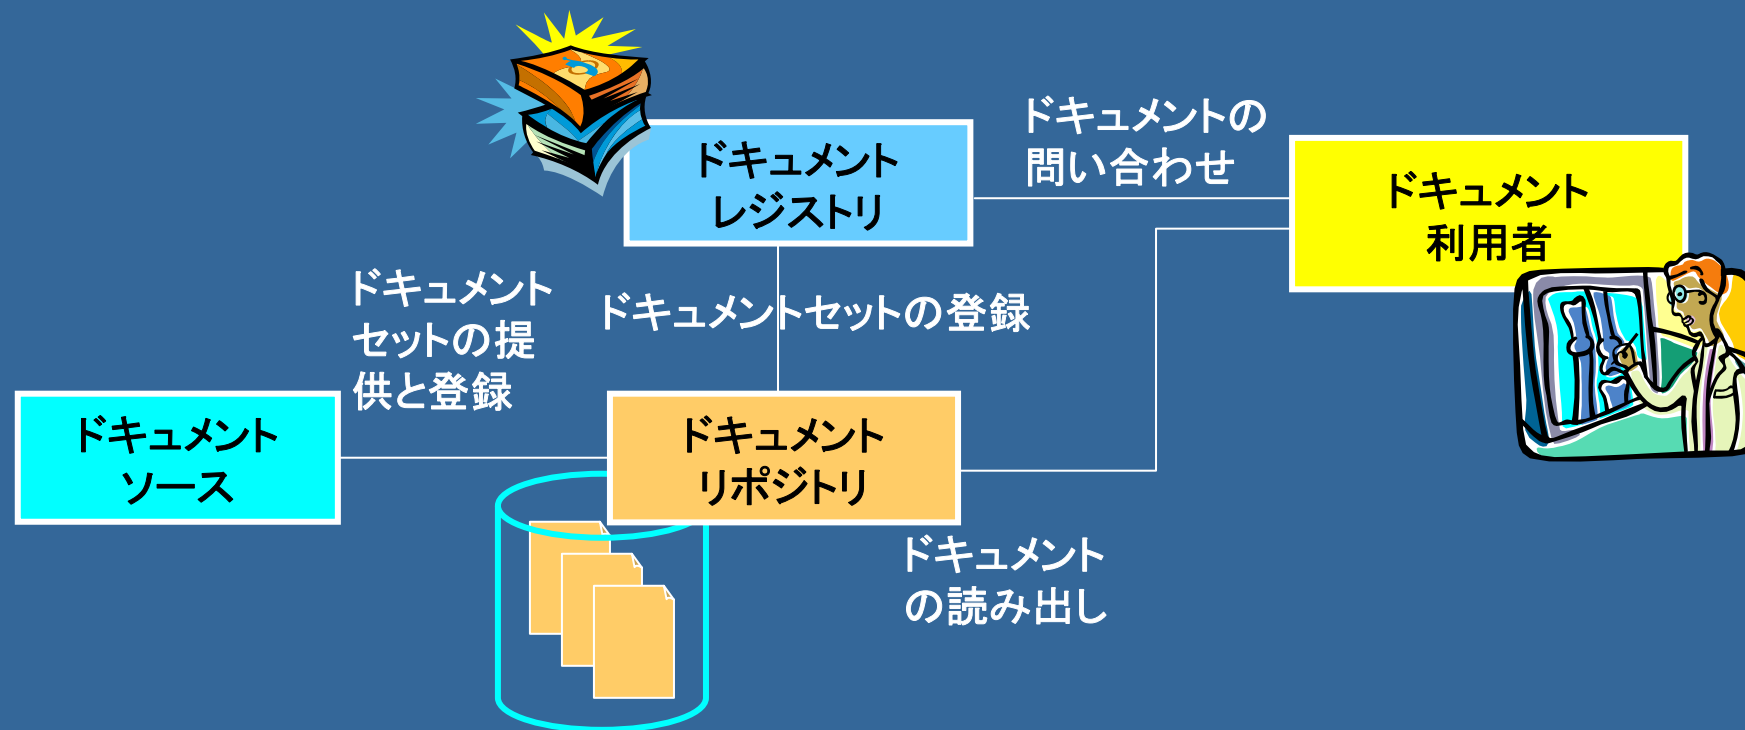 ドキュメント
レジストリ
ドキュメントの
問い合わせ
ドキュメント
利用者
ドキュメント
セットの提
供と登録
ドキュメントセットの登録
ドキュメント
ソース
ドキュメント
リポジトリ
ドキュメント
の読み出し